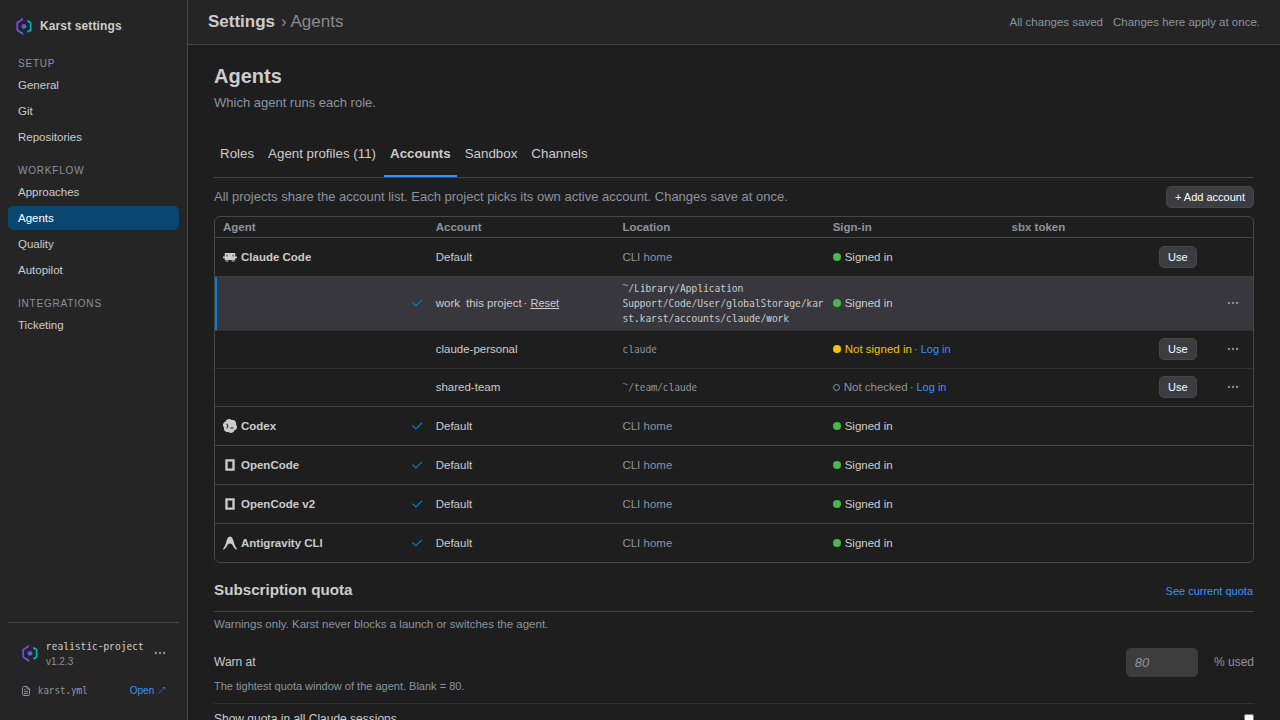 Karst settings
SETUP
General
Git
Repositories
WORKFLOW
Approaches
Agents
Quality
Autopilot
INTEGRATIONS
Ticketing
realistic-project
v1.2.3
karst.yml
Open ↗
Settings › Agents
All changes saved Changes here apply at once.
Agents
Which agent runs each role.
Roles Agent profiles (11) Accounts Sandbox Channels
All projects share the account list. Each project picks its own active account. Changes save at once.
+ Add account
Agent Account Location Sign-in sbx token
Claude Code Default CLI home Signed in Use
work this project · Reset ~/Library/Application Support/Code/User/globalStorage/kar st.karst/accounts/claude/work Signed in ···
claude-personal claude Not signed in · Log in Use ···
shared-team ~/team/claude Not checked · Log in Use ···
Codex Default CLI home Signed in
OpenCode Default CLI home Signed in
OpenCode v2 Default CLI home Signed in
Antigravity CLI Default CLI home Signed in
Subscription quota See current quota
Warnings only. Karst never blocks a launch or switches the agent.
Warn at 80 % used
The tightest quota window of the agent. Blank = 80.
Show quota in all Claude sessions